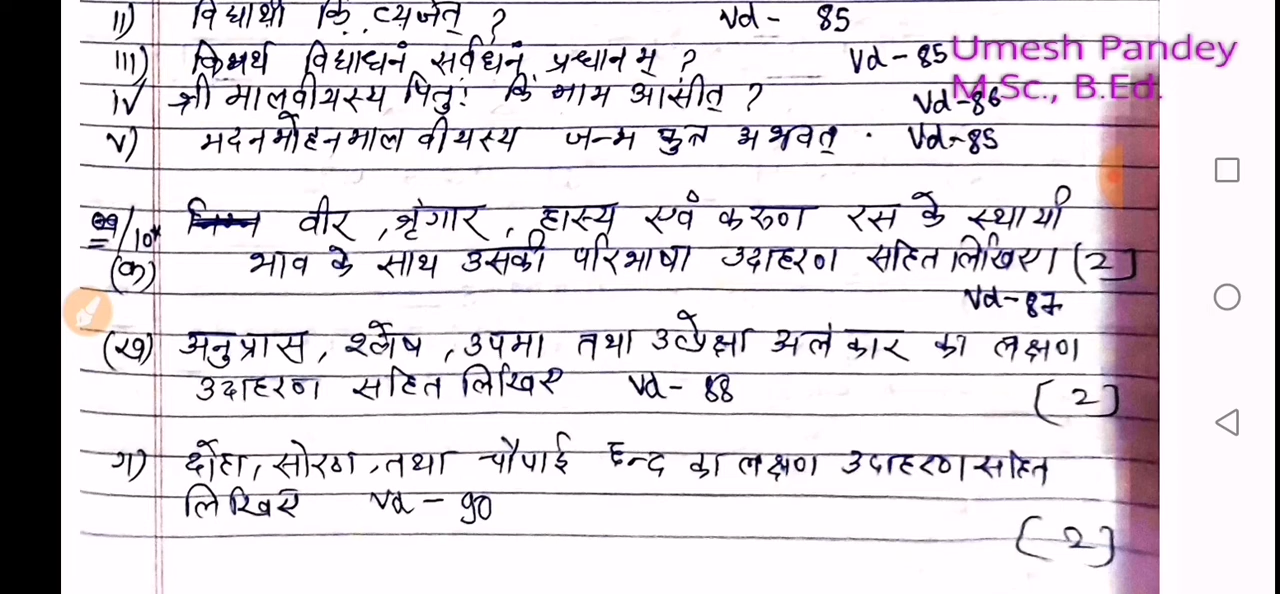 ii) विद्यार्थी किं त्यजेत् ? Vd - 85
iii) किमर्थ विद्याधनं सर्वधनं प्रधानम् ? Vd - 85
Umesh Pandey
M.Sc., B.Ed.
iv श्री मालवीयस्य पितुः किं नाम आसीत् ? Vd - 86
v) मदनमोहनमालवीयस्य जन्म कुत्र अभवत् . Vd - 85
/10 वीर , श्रृंगार , हास्य एवं करुण रस के स्थायी
(क) भाव के साथ उसकी परिभाषा उदाहरण सहित लिखिए। (2]
Vd - 87
(ख) अनुप्रास , श्लेष , उपमा तथा उत्प्रेक्षा अलंकार का लक्षण
उदाहरण सहित लिखिए Vd - 88 [2]
ग) दोहा, सोरठा , तथा चौपाई छन्द का लक्षण उदाहरण सहित
लिखिए Vd - 90
[2]